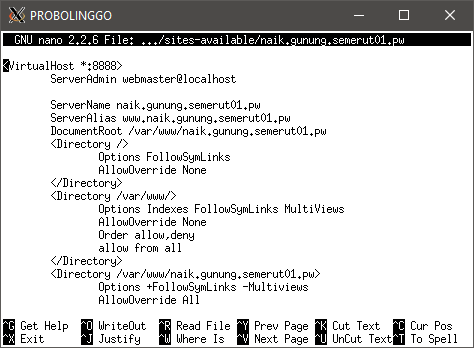 PROBOLINGGO
GNU nano 2.2.6 File: .../sites-available/naik.gunung.semerut01.pw
<VirtualHost *:8888>
ServerAdmin webmaster@localhost
ServerName naik.gunung.semerut01.pw
ServerAlias www.naik.gunung.semerut01.pw
DocumentRoot /var/www/naik.gunung.semerut01.pw
<Directory />
Options FollowSymLinks
AllowOverride None
</Directory>
<Directory /var/www/>
Options Indexes FollowSymLinks MultiViews
AllowOverride None
Order allow,deny
allow from all
</Directory>
<Directory /var/www/naik.gunung.semerut01.pw>
Options +FollowSymLinks -Multiviews
AllowOverride All
^G Get Help ^O WriteOut ^R Read File ^Y Prev Page ^K Cut Text ^C Cur Pos
^X Exit ^J Justify ^W Where Is ^V Next Page ^U UnCut Text ^T To Spell